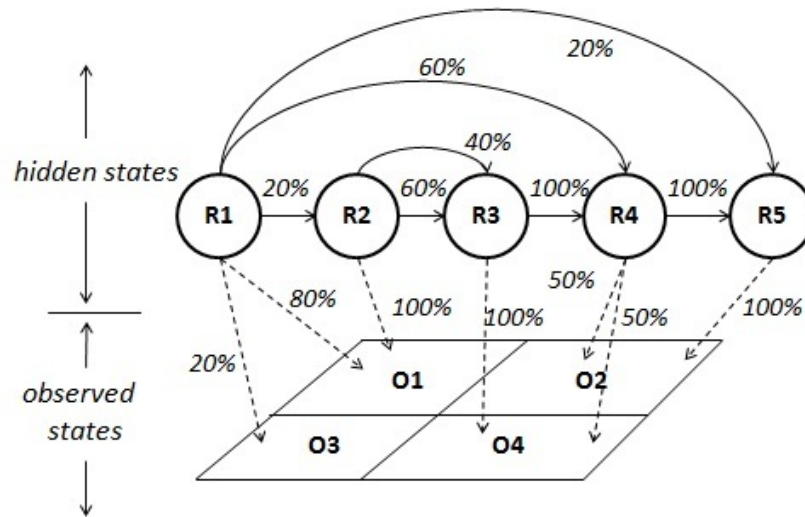 20%
60%
40%
hidden states
R1
20%
R2
60%
R3
100%
R4
100%
R5
80%
100%
100%
50%
50%
100%
20%
O1
O2
observed
states
O3
O4